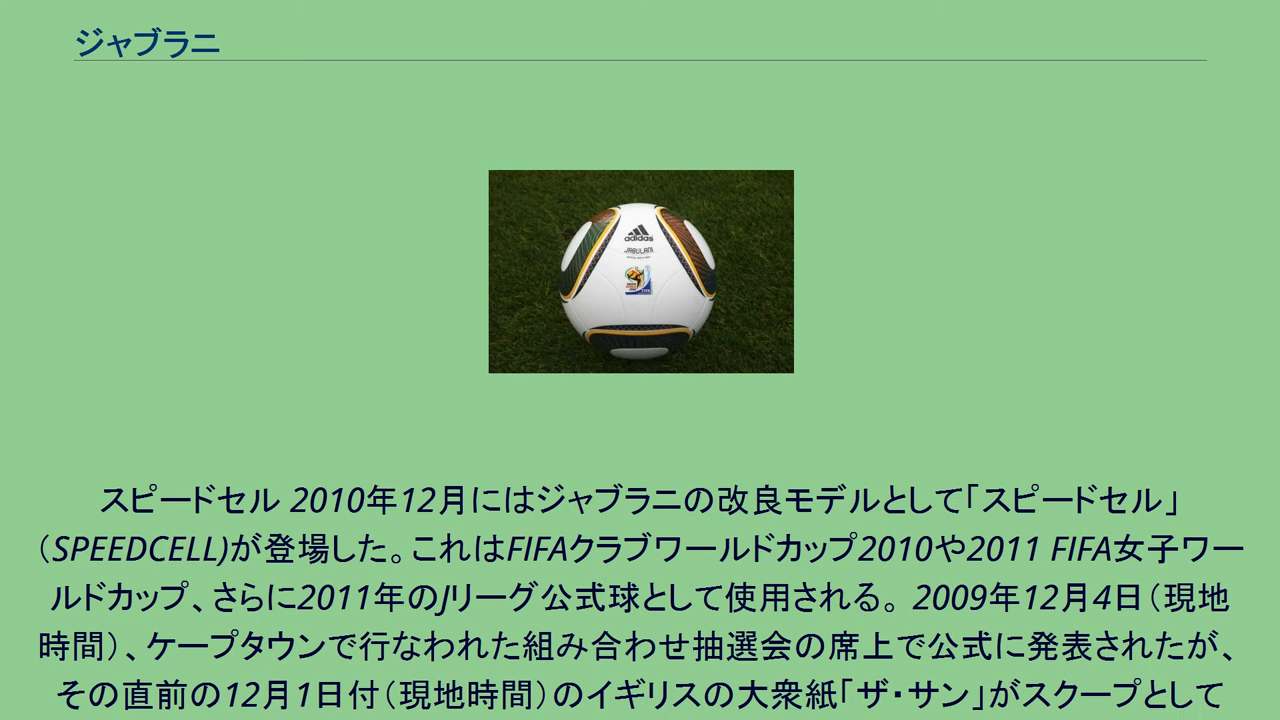 ジャブラニ
adidas
JABULANI
スピードセル 2010年12月にはジャブラニの改良モデルとして「スピードセル」
（SPEEDCELL)が登場した。これはFIFAクラブワールドカップ2010や2011 FIFA女子ワー
ルドカップ、さらに2011年のJリーグ公式球として使用される。 2009年12月4日（現地
時間）、ケープタウンで行なわれた組み合わせ抽選会の席上で公式に発表されたが、
その直前の12月1日付（現地時間）のイギリスの大衆紙「ザ・サン」がスクープとして